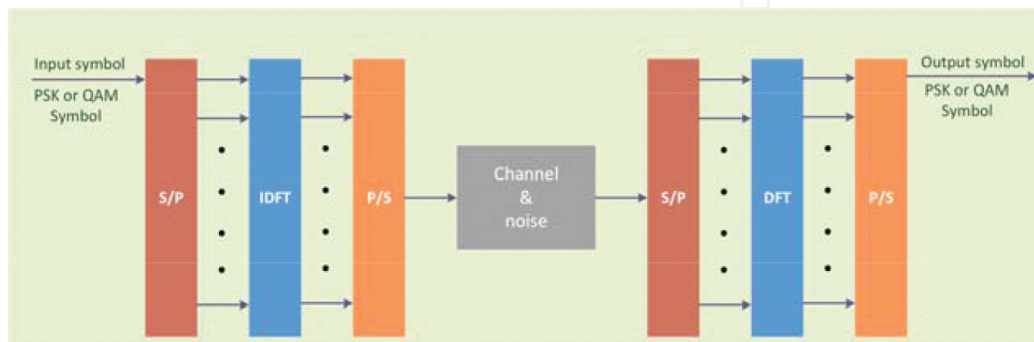 Input symbol
PSK or QAM
Symbol
S/P
IDFT
P/S
Channel
&
noise
S/P
DFT
P/S
Output symbol
PSK or QAM
Symbol